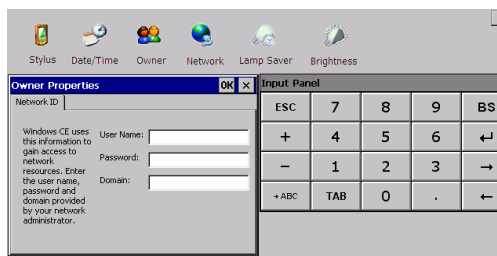 Stylus Date/Time Owner Network Lamp Saver Brightness
Owner Properties OK ×
Network ID
Windows CE uses
this information to
gain access to
network
resources. Enter
the user name,
password and
domain provided
by your network
administrator.
User Name:
Password:
Domain:
Input Panel
ESC 7 8 9 BS
+ 4 5 6 ↵
− 1 2 3 →
→ABC TAB 0 . ←